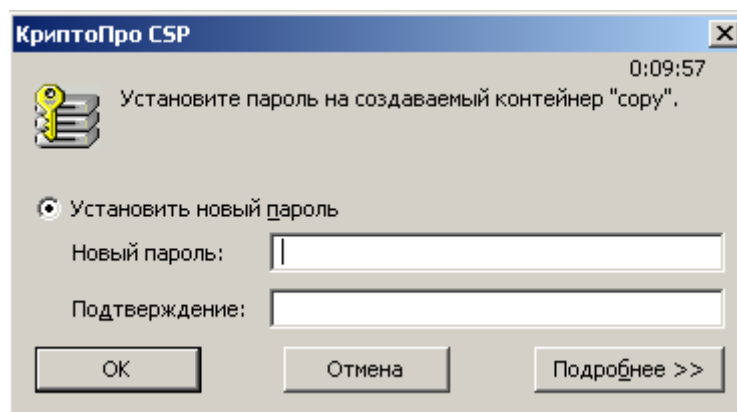 КриптоПро CSP
0:09:57
Установите пароль на создаваемый контейнер "copy".
Установить новый пароль
Новый пароль:
Подтверждение:
ОК
Отмена
Подробнее >>